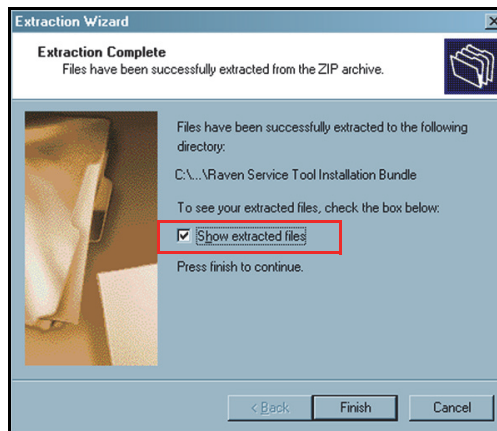 Extraction Wizard
Extraction Complete
Files have been successfully extracted from the ZIP archive.
Files have been successfully extracted to the following
directory:
C:\...\Raven Service Tool Installation Bundle
To see your extracted files, check the box below:
Show extracted files
Press finish to continue.
< Back
Finish
Cancel